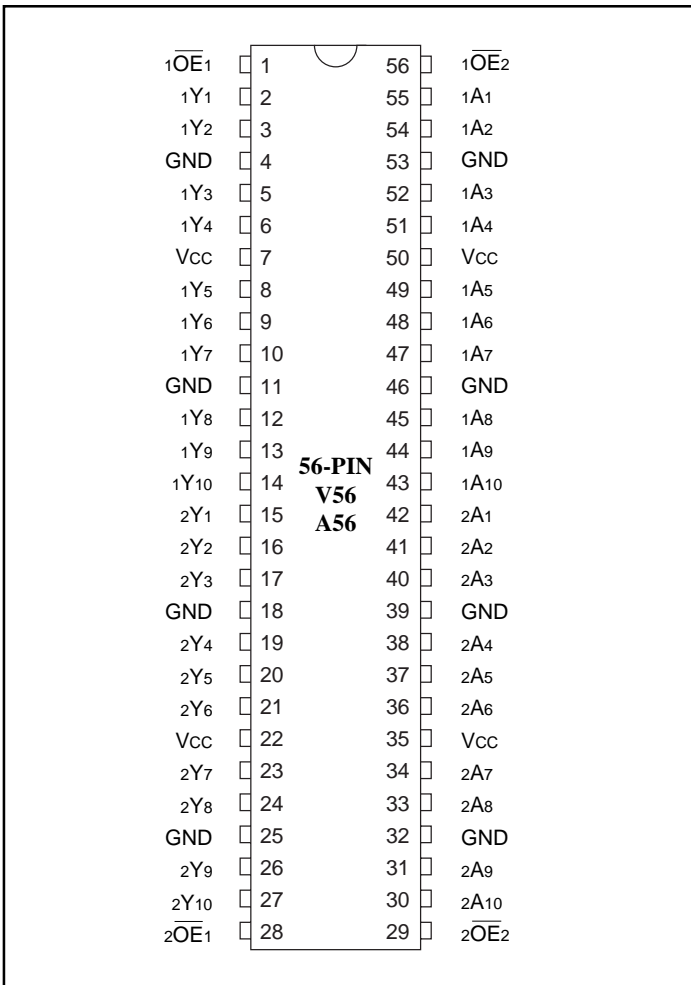 1OE1 1 56 1OE2
1Y1 2 55 1A1
1Y2 3 54 1A2
GND 4 53 GND
1Y3 5 52 1A3
1Y4 6 51 1A4
VCC 7 50 VCC
1Y5 8 49 1A5
1Y6 9 48 1A6
1Y7 10 47 1A7
GND 11 46 GND
1Y8 12 45 1A8
1Y9 13 44 1A9
56-PIN
1Y10 14 43 1A10
V56
2Y1 15 42 2A1
A56
2Y2 16 41 2A2
2Y3 17 40 2A3
GND 18 39 GND
2Y4 19 38 2A4
2Y5 20 37 2A5
2Y6 21 36 2A6
VCC 22 35 VCC
2Y7 23 34 2A7
2Y8 24 33 2A8
GND 25 32 GND
2Y9 26 31 2A9
2Y10 27 30 2A10
2OE1 28 29 2OE2